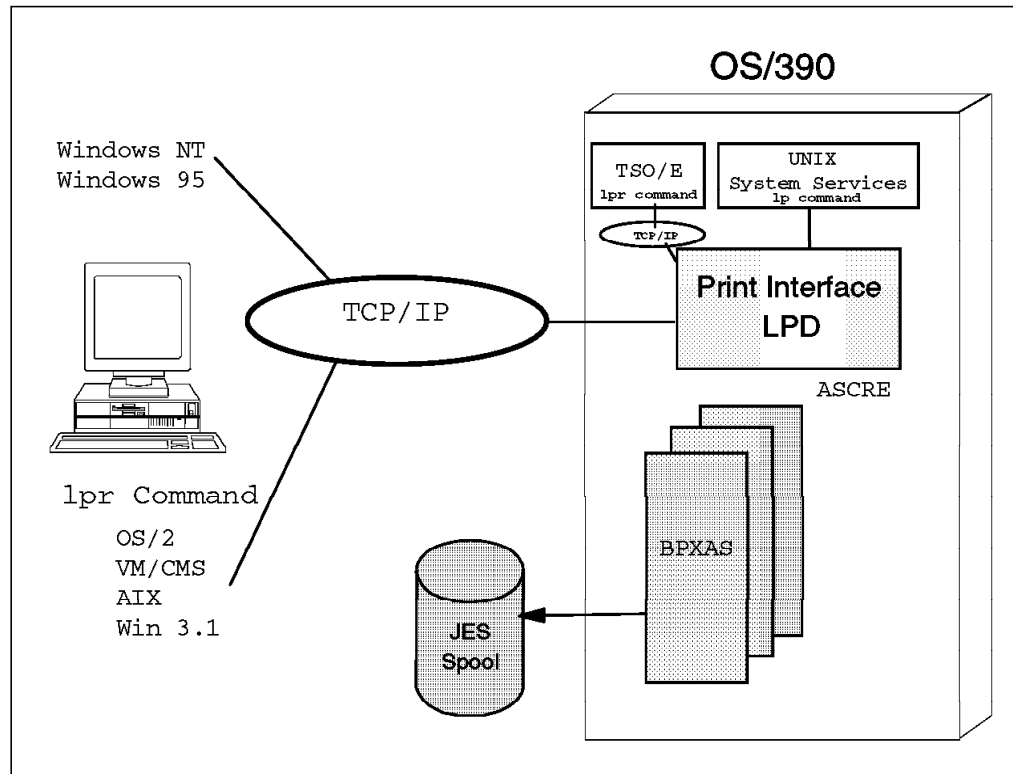 OS/390
Windows NT
Windows 95
TSO/E
lpr command
UNIX
System Services
lp command
TCP/IP
TCP/IP
Print Interface
LPD
ASCRE
lpr Command
OS/2
VM/CMS
AIX
Win 3.1
BPXAS
JES
Spool